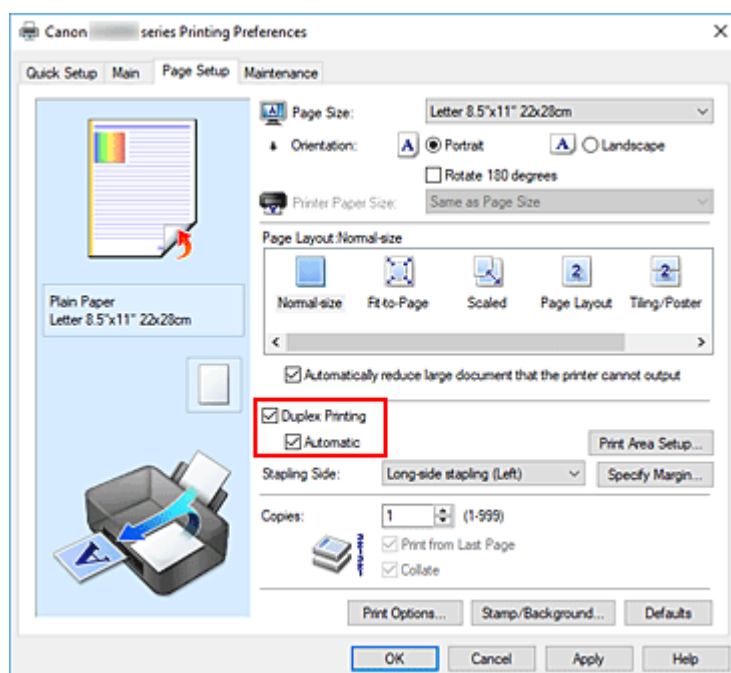 Canon series Printing Preferences
Quick Setup Main Page Setup Maintenance
Page Size: Letter 8.5"x11" 22x28cm
Orientation: A Portrait A Landscape
Rotate 180 degrees
Printer Paper Size: Same as Page Size
Page Layout:Normal-size
Normal-size Fit-to-Page Scaled Page Layout Tiling/Poster
Plain Paper
Letter 8.5"x11" 22x28cm
Automatically reduce large document that the printer cannot output
Duplex Printing
Automatic
Print Area Setup...
Stapling Side: Long-side stapling (Left) Specify Margin...
Copies: 1 (1-999)
Print from Last Page
Collate
Print Options... Stamp/Background... Defaults
OK Cancel Apply Help